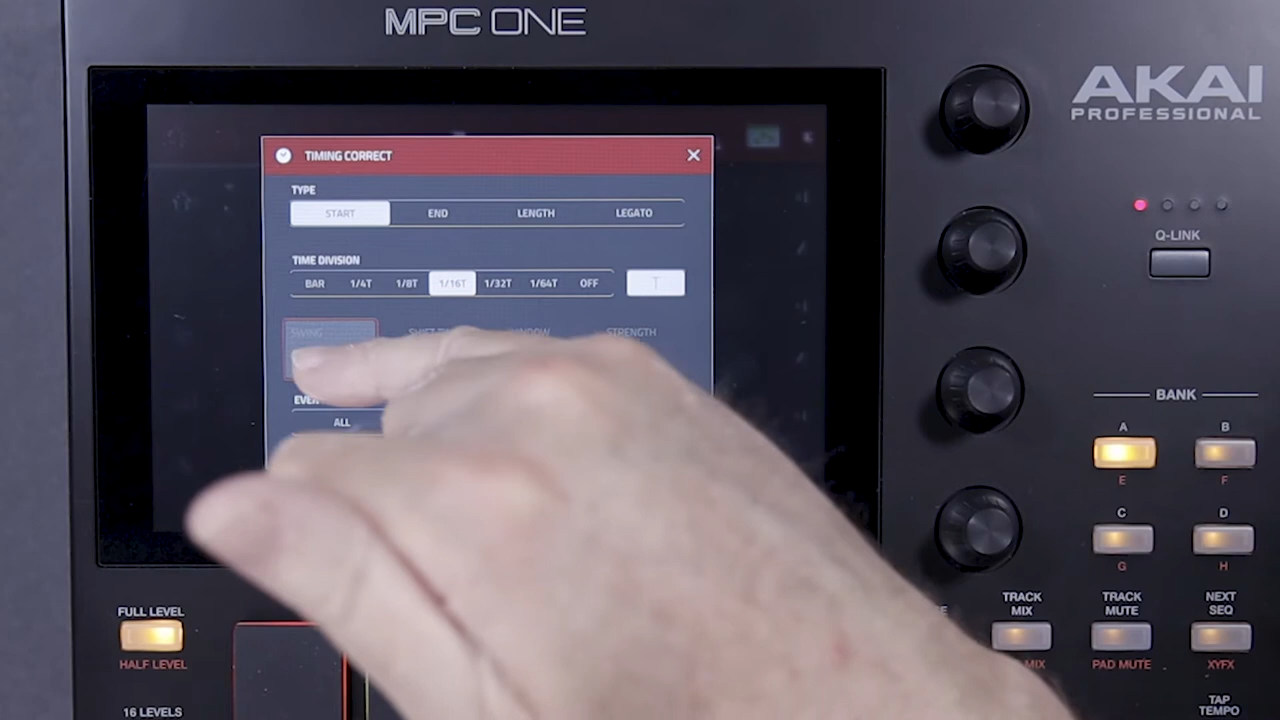 MPC ONE
AKAI
PROFESSIONAL
TIMING CORRECT
TYPE
START END LENGTH LEGATO
TIME DIVISION
BAR 1/4T 1/8T 1/16T 1/32T 1/64T OFF T
SWING STRENGTH
ALL
Q-LINK
BANK
A B
E F
C D
G H
FULL LEVEL
HALF LEVEL
16 LEVELS
TRACK MIX
TRACK MUTE
PAD MUTE
NEXT SEQ
XYFX
TAP TEMPO